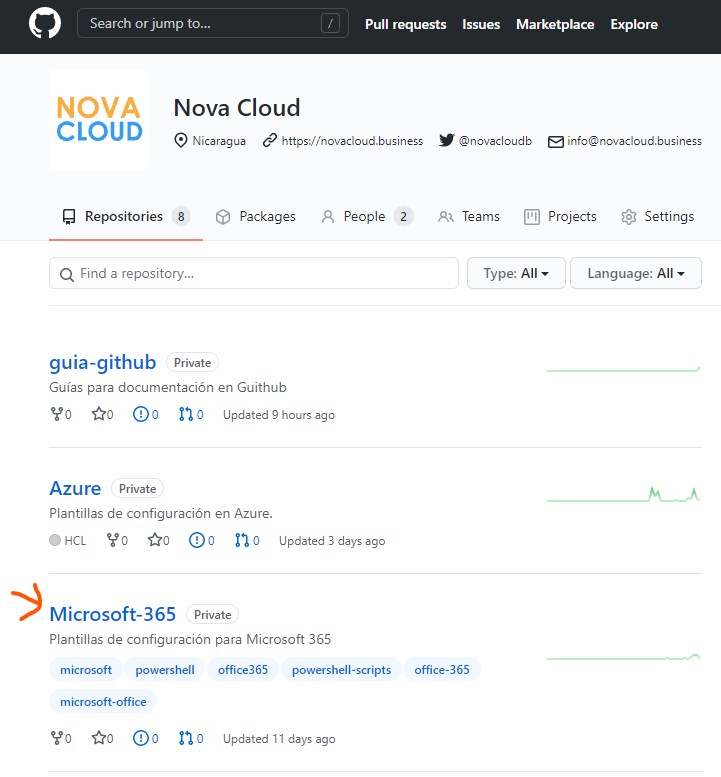 Search or jump to... /
Pull requests Issues Marketplace Explore
NOVA
CLOUD
Nova Cloud
Nicaragua https://novacloud.business @novacloudb info@novacloud.business
Repositories 8 Packages People 2 Teams Projects Settings
Find a repository... Type: All Language: All
guia-github Private
Guías para documentación en Guithub
0 0 0 0 Updated 9 hours ago
Azure Private
Plantillas de configuración en Azure.
HCL 0 0 0 0 Updated 3 days ago
Microsoft-365 Private
Plantillas de configuración para Microsoft 365
microsoft powershell office365 powershell-scripts office-365
microsoft-office
0 0 0 0 Updated 11 days ago